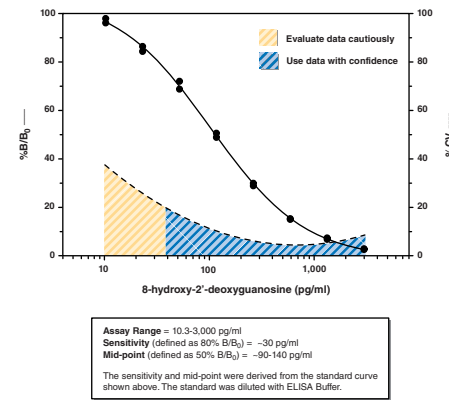 100
80
60
40
20
0
%B/B₀ ——
100
80
60
40
20
0
%CV ----
Evaluate data cautiously
Use data with confidence
10
100
1,000
8-hydroxy-2'-deoxyguanosine (pg/ml)
Assay Range = 10.3-3,000 pg/ml
Sensitivity (defined as 80% B/B₀) = ~30 pg/ml
Mid-point (defined as 50% B/B₀) = ~90-140 pg/ml
The sensitivity and mid-point were derived from the standard curve
shown above. The standard was diluted with ELISA Buffer.